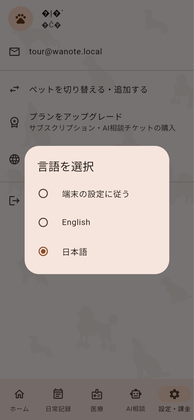 tour@wanote.local
ペットを切り替える・追加する
プランをアップグレード
サブスクリプション・AI相談チケットの購入
言語を選択
端末の設定に従う
English
日本語
ホーム
日常記録
医療
AI相談
設定・課金